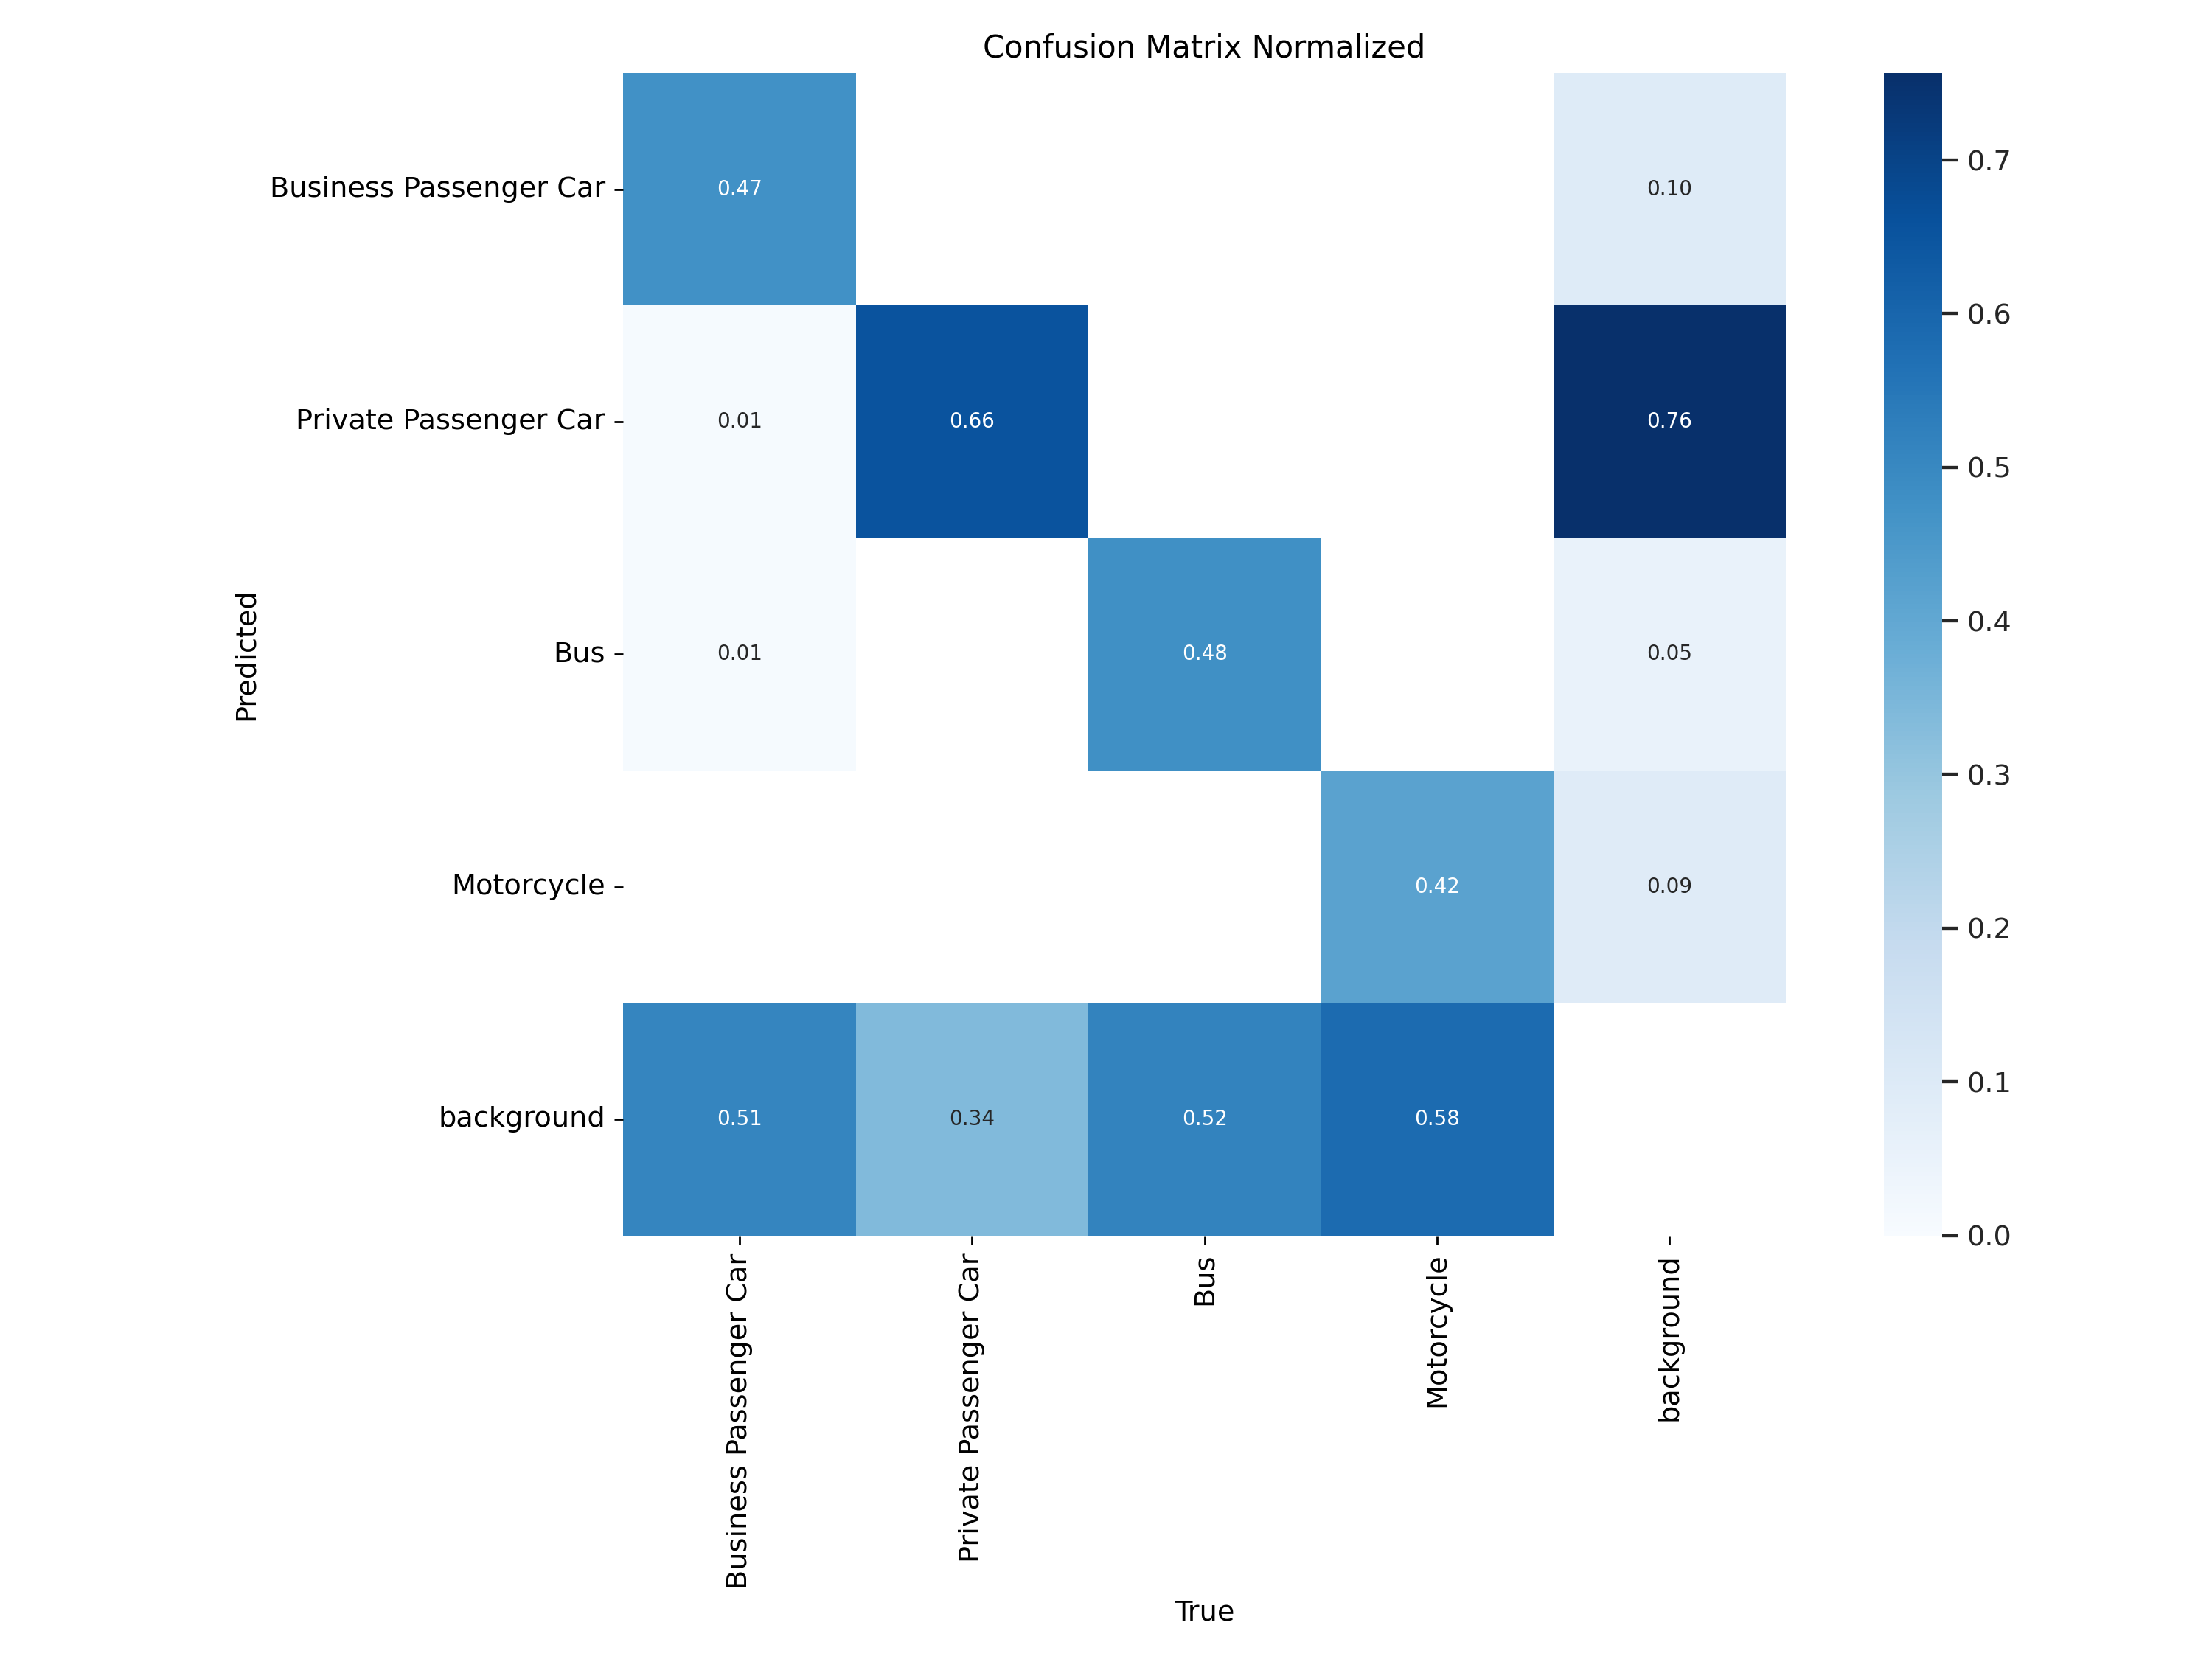 Confusion Matrix Normalized
Business Passenger Car
0.47
0.10
0.7
0.6
Private Passenger Car
0.01
0.66
0.76
0.5
0.4
Predicted
Bus
0.01
0.48
0.05
0.3
Motorcycle
0.42
0.09
0.2
0.1
background
0.51
0.34
0.52
0.58
0.0
Business Passenger Car
Private Passenger Car
Bus
Motorcycle
background
True